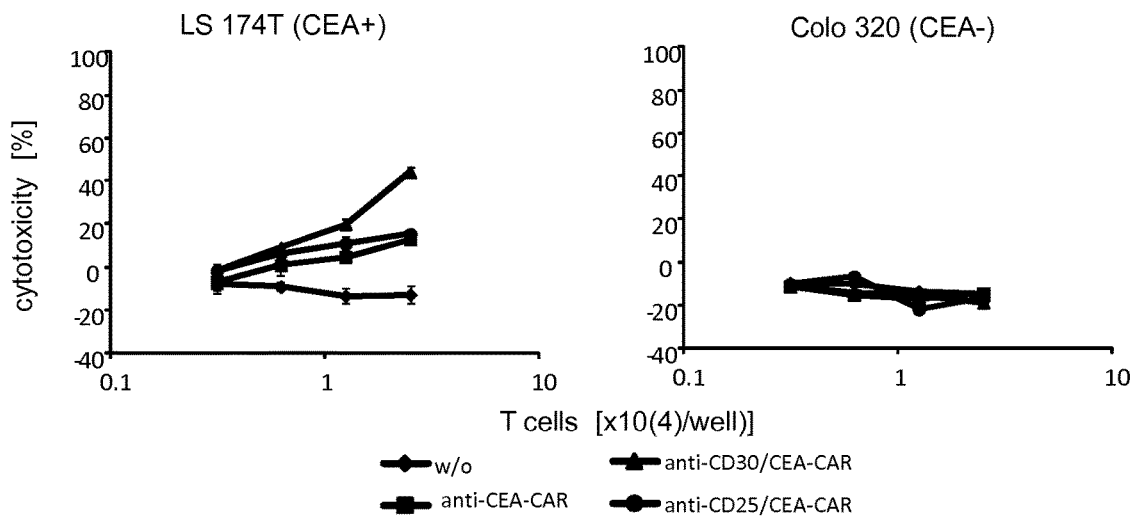 LS 174T (CEA+)
Colo 320 (CEA-)
cytotoxicity [%]
100
80
60
40
20
0
-20
-40
0.1
1
10
100
80
60
40
20
0
-20
-40
0.1
1
10
T cells [x10(4)/well)]
w/o
anti-CD30/CEA-CAR
anti-CEA-CAR
anti-CD25/CEA-CAR